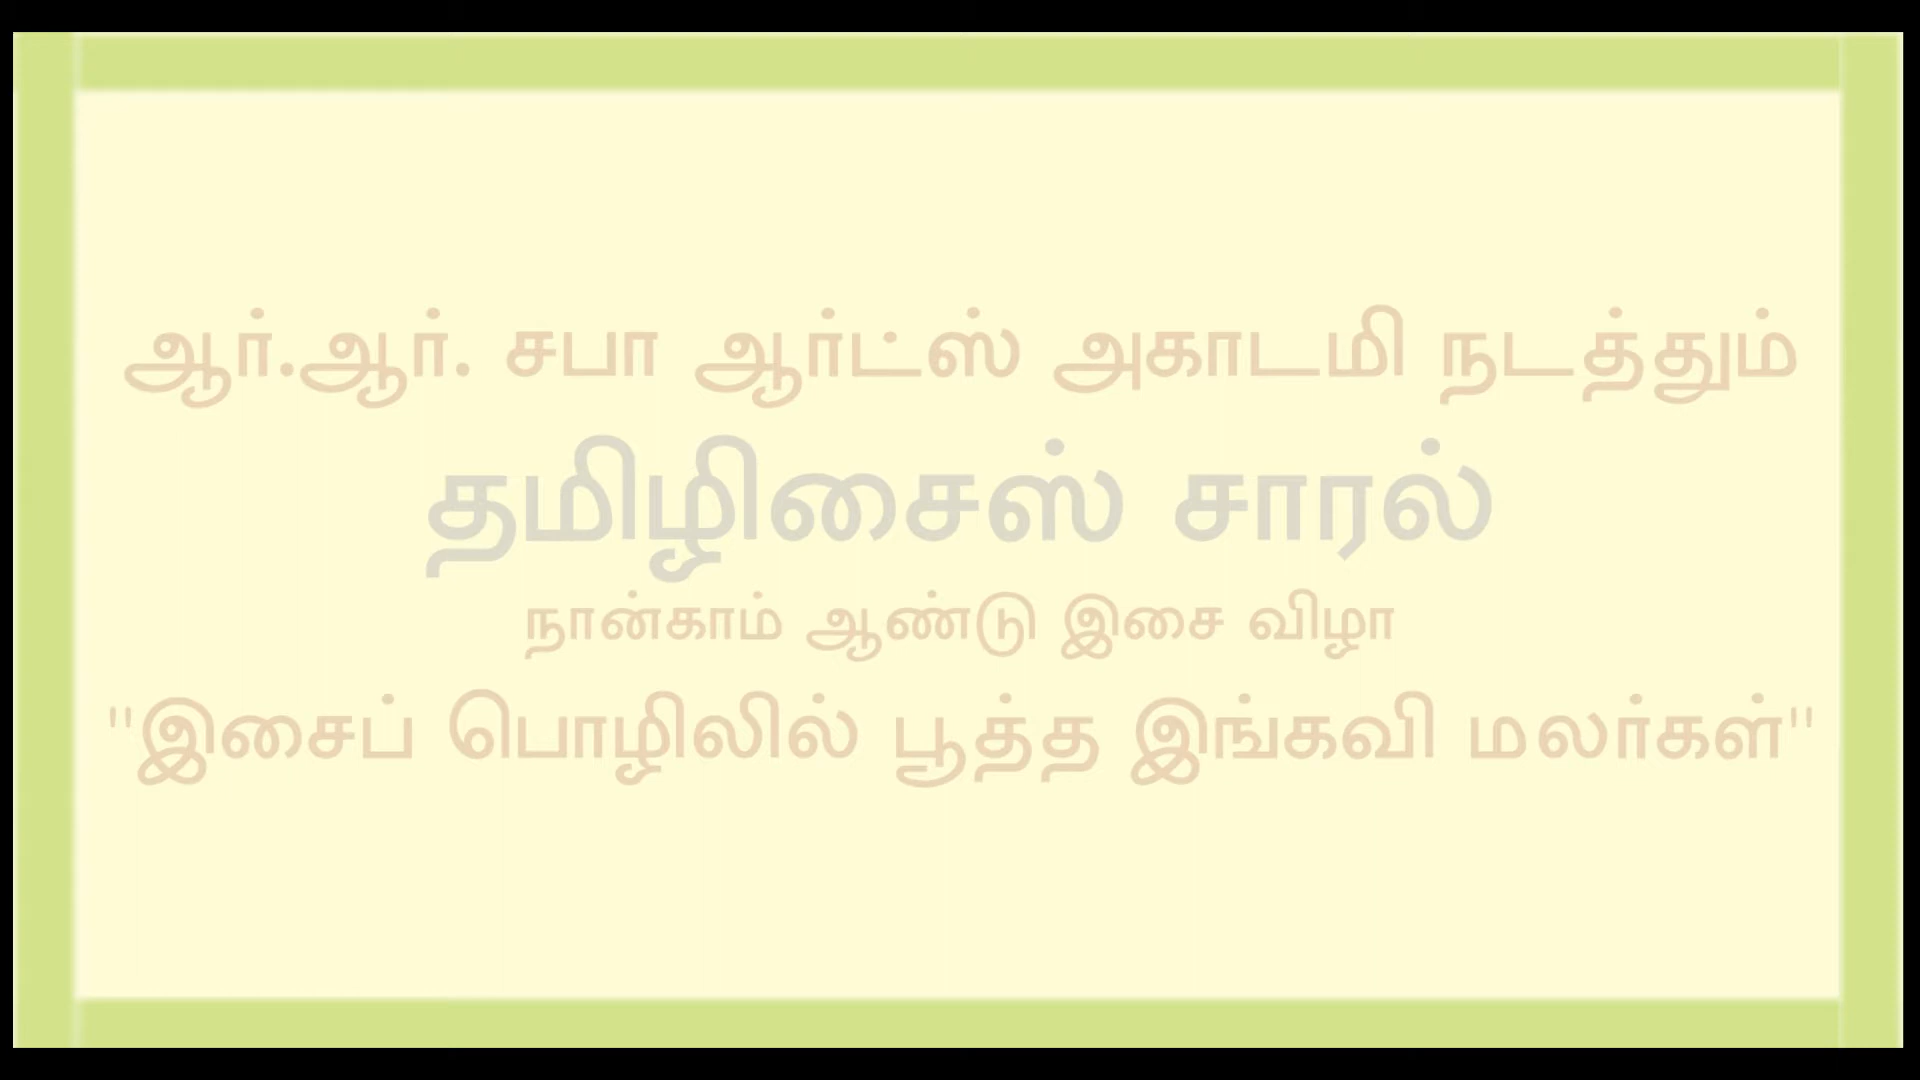 ஆர்.ஆர். சபா ஆர்ட்ஸ் அகாடமி நடத்தும்
தமிழிசைஸ் சாரல்
நான்காம் ஆண்டு இசை விழா
"இசைப் பொழிலில் பூத்த இங்கவி மலர்கள்"